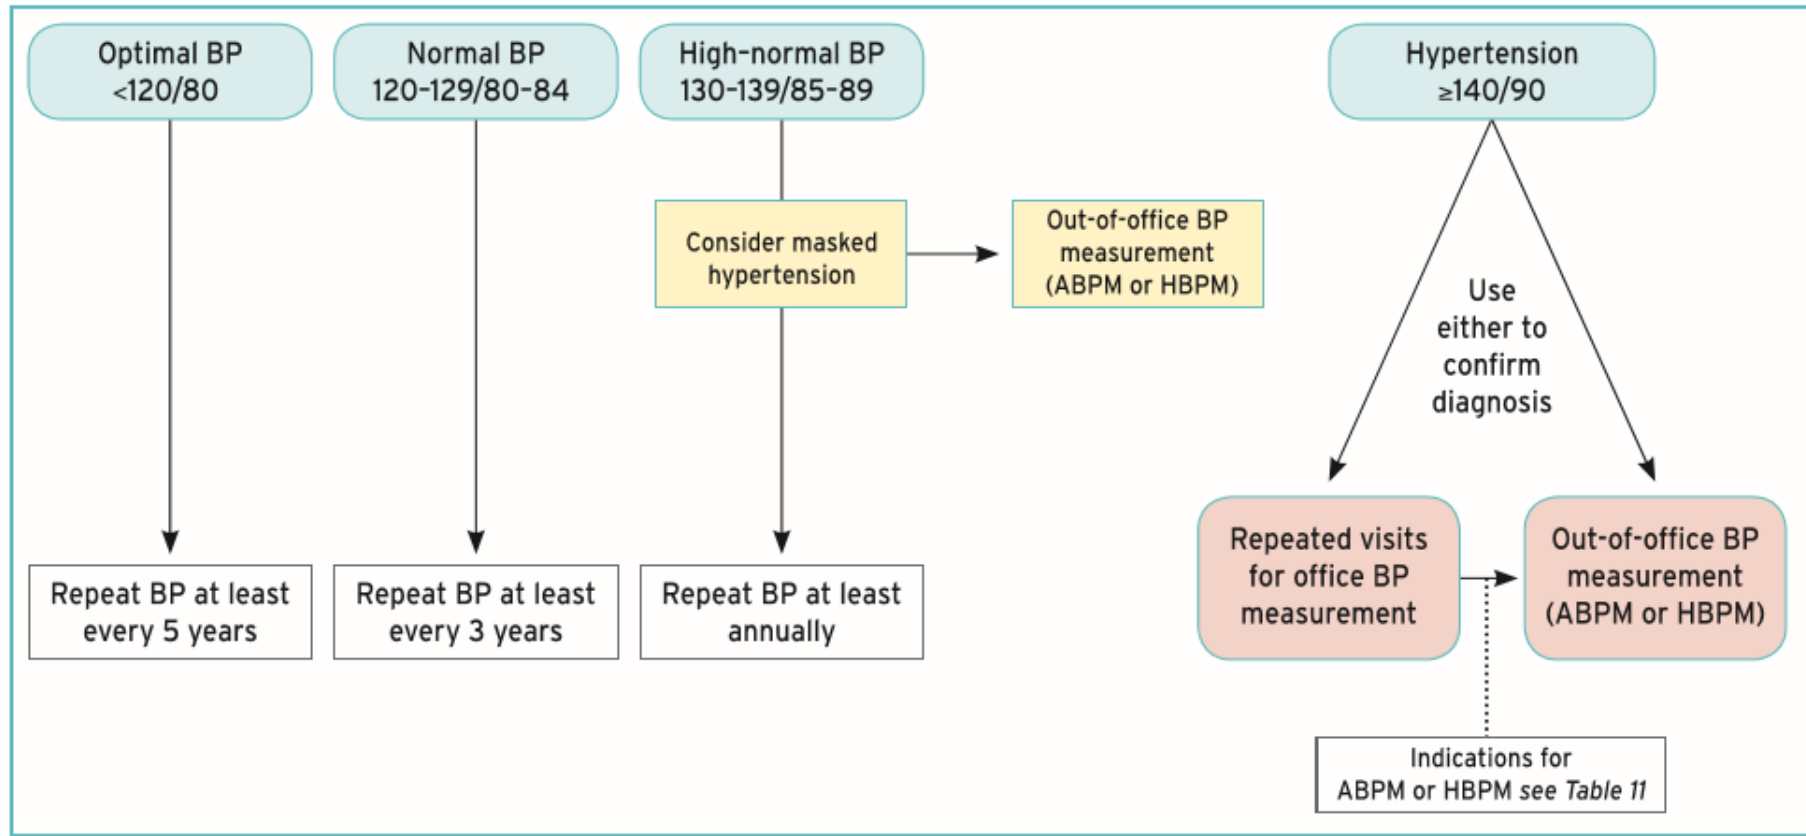 Optimal BP
<120/80
Normal BP
120–129/80–84
High–normal BP
130–139/85–89
Hypertension
≥140/90
Consider masked
hypertension
Out-of-office BP
measurement
(ABPM or HBPM)
Use
either to
confirm
diagnosis
Repeat BP at least
every 5 years
Repeat BP at least
every 3 years
Repeat BP at least
annually
Repeated visits
for office BP
measurement
Out-of-office BP
measurement
(ABPM or HBPM)
Indications for
ABPM or HBPM see Table 11